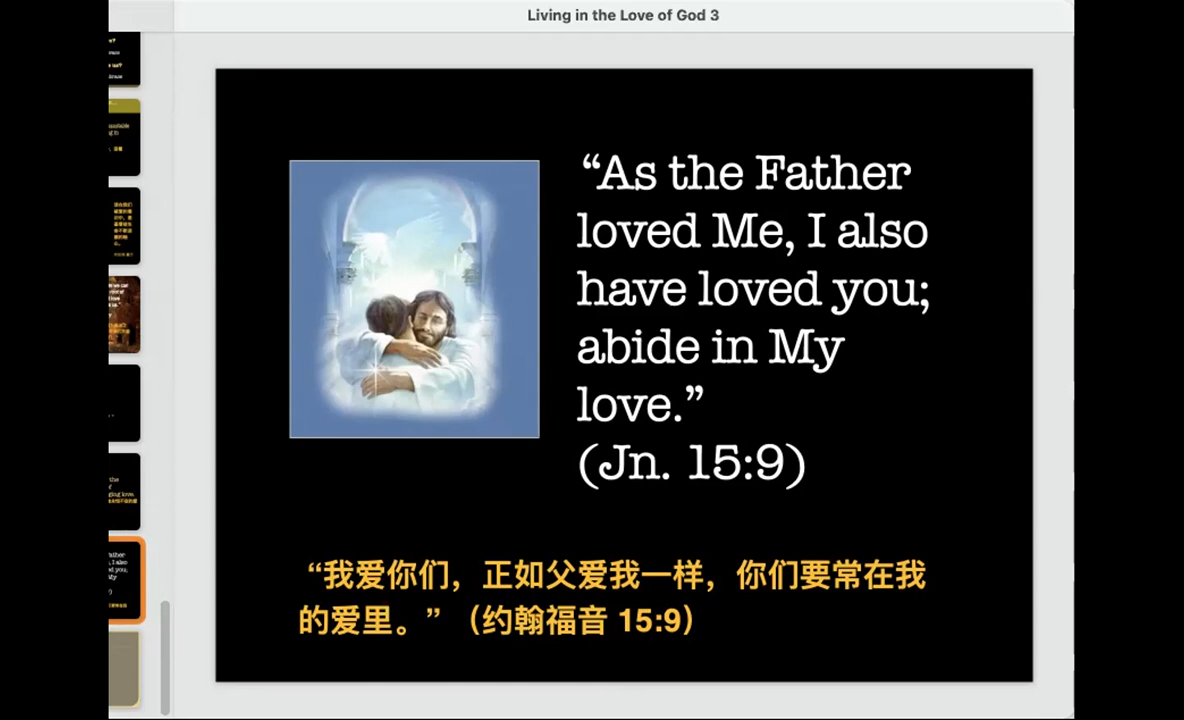 Living in the Love of God 3
“As the Father
loved Me, I also
have loved you;
abide in My
love.”
(Jn. 15:9)
“我爱你们，正如父爱我一样，你们要常在我
的爱里。” （约翰福音 15:9）